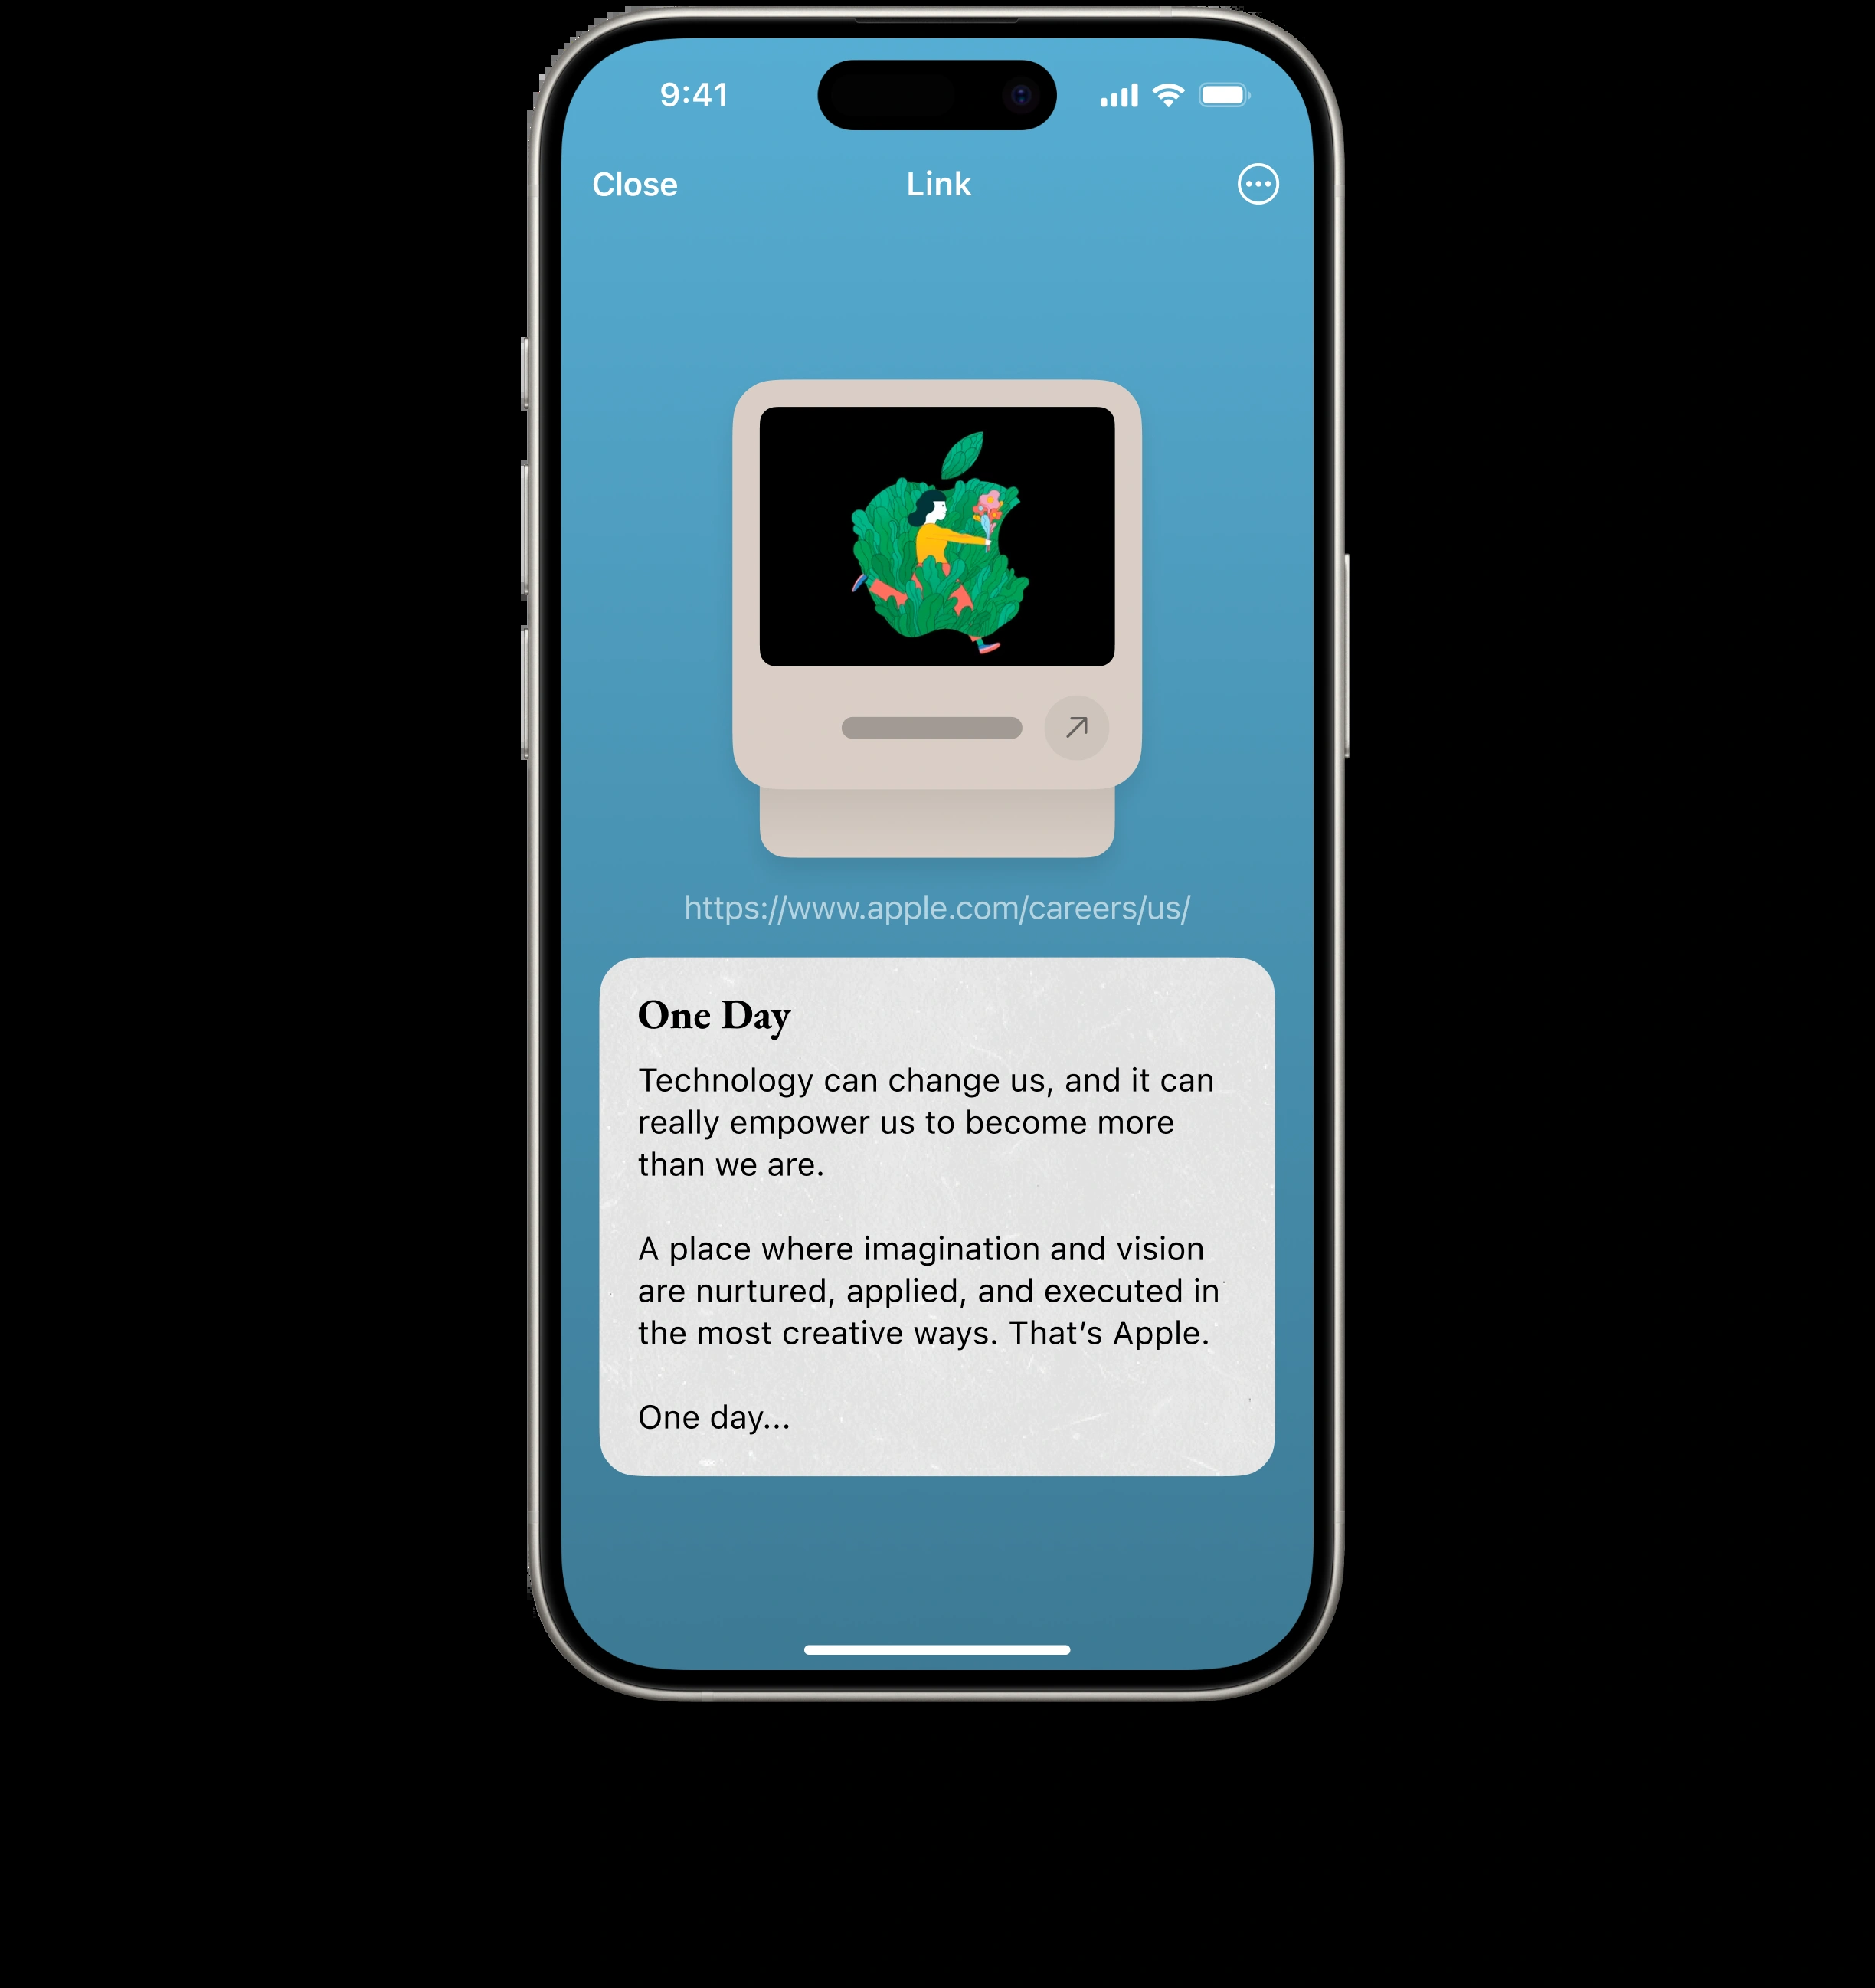 9:41
Close Link
https://www.apple.com/careers/us/
One Day
Technology can change us, and it can
really empower us to become more
than we are.
A place where imagination and vision
are nurtured, applied, and executed in
the most creative ways. That’s Apple.
One day...